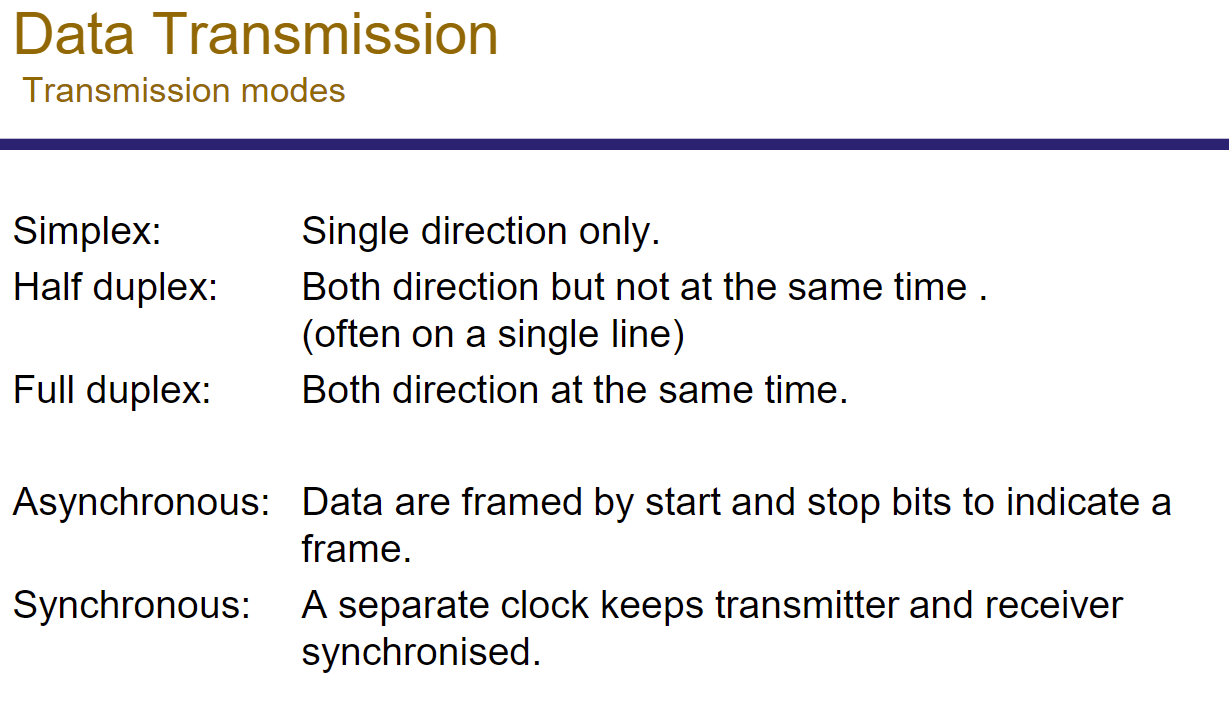 Data Transmission
Transmission modes
Simplex: Single direction only.
Half duplex: Both direction but not at the same time .
(often on a single line)
Full duplex: Both direction at the same time.
Asynchronous: Data are framed by start and stop bits to indicate a
frame.
Synchronous: A separate clock keeps transmitter and receiver
synchronised.